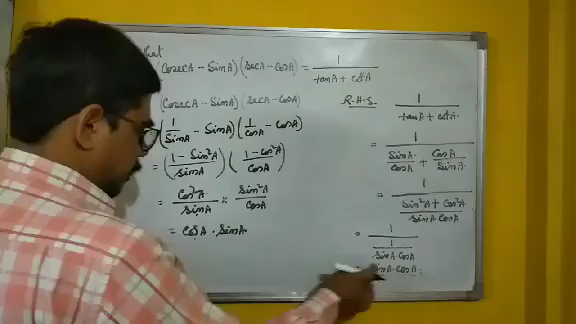 (CosecA - SinA) (SecA - CosA) = 1 / tanA + cotA
(CosecA - SinA) (SecA - CosA)
(1/SinA - SinA) (1/CosA - CosA)
= (1 - Sin²A / SinA) (1 - Cos²A / CosA)
= Cos²A / SinA × Sin²A / CosA
= CosA · SinA
R.H.S. 1 / tanA + cotA
= 1 / SinA/CosA + CosA/SinA
= 1 / Sin²A + Cos²A / SinA CosA
= 1 / 1 / SinA · CosA
SinA · CosA